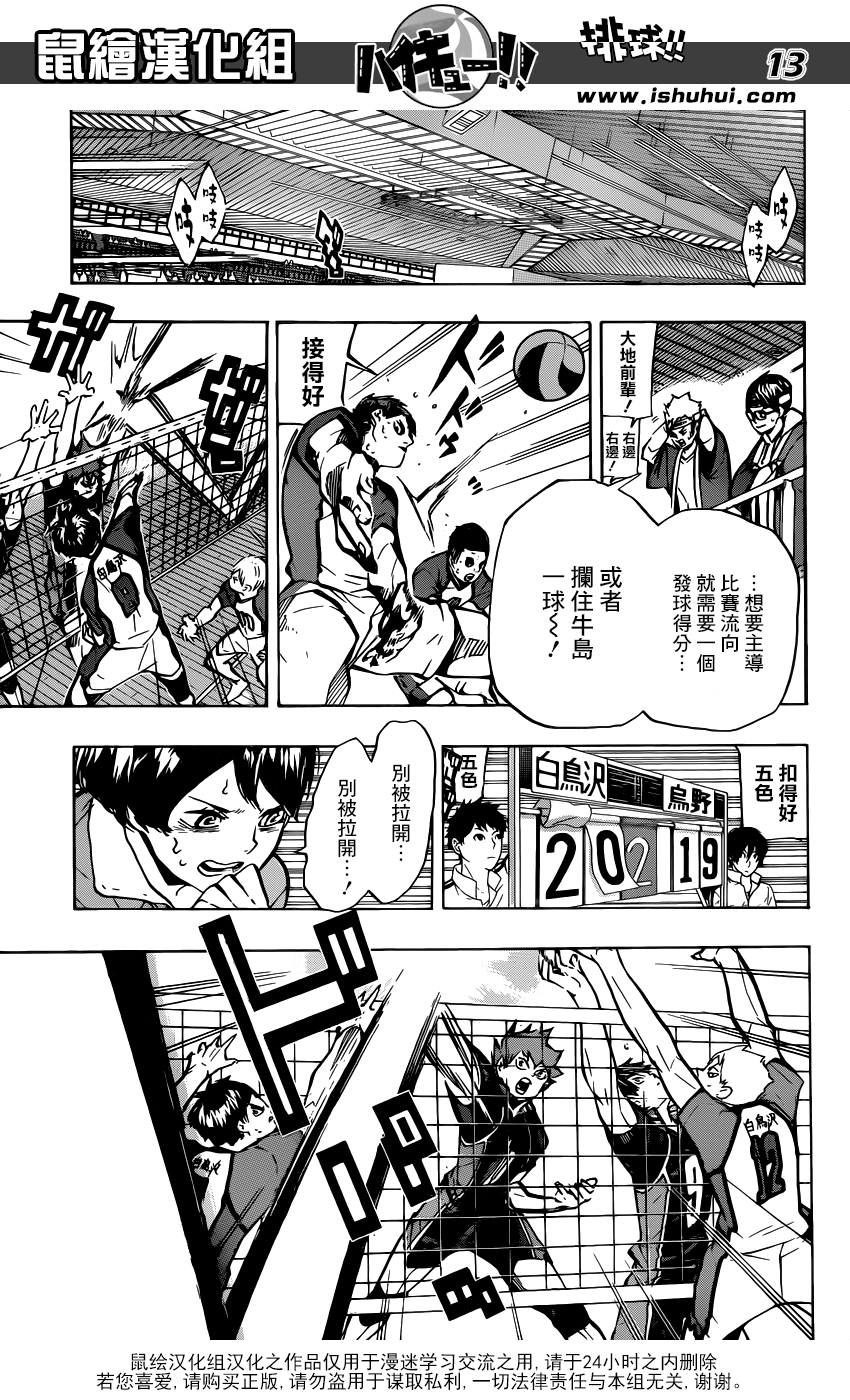 鼠繪漢化組
ハイキュー!!
排球!!
13
www.ishuhui.com
吱吱
吱
吱吱
吱
大地前輩！
右邊！
右邊！
接得好
…想要主導
比賽流向
就需要一個
發球得分…
或者
攔住牛島
一球～！
白鳥沢
扣得好
五色
白鳥沢
烏野
20
2
19
五色
別被拉開…
別被拉開…！
ド
白鳥沢
白鳥沢
12
9
鼠绘汉化组汉化之作品仅用于漫迷学习交流之用, 请于24小时之内删除
若您喜爱, 请购买正版, 请勿盗用于谋取私利, 一切法律责任与本组无关, 谢谢。